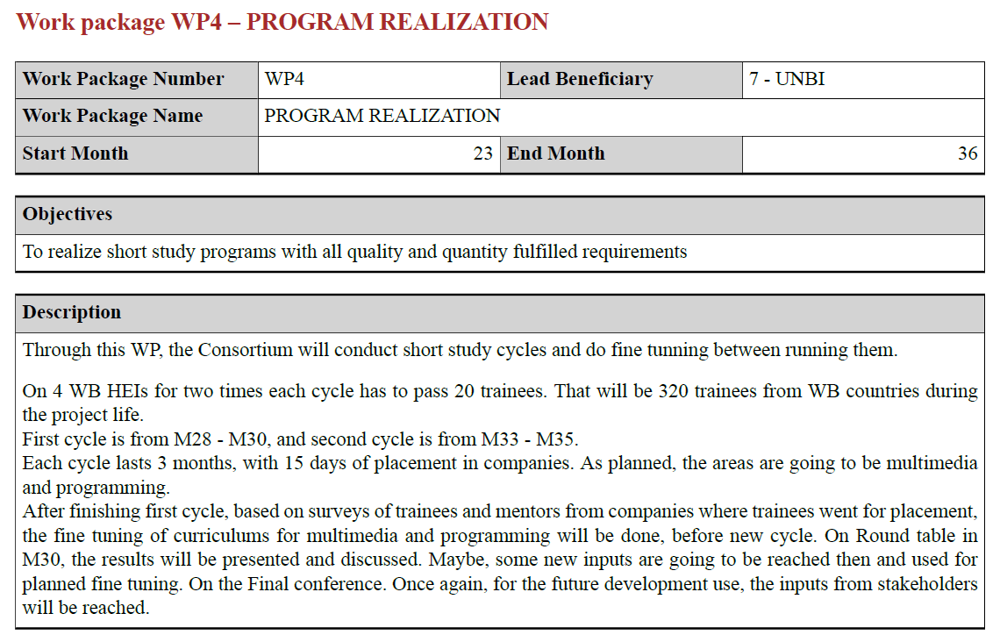 Work package WP4 – PROGRAM REALIZATION
Work Package Number WP4 Lead Beneficiary 7 - UNBI
Work Package Name PROGRAM REALIZATION
Start Month 23 End Month 36
Objectives
To realize short study programs with all quality and quantity fulfilled requirements
Description
Through this WP, the Consortium will conduct short study cycles and do fine tunning between running them.
On 4 WB HEIs for two times each cycle has to pass 20 trainees. That will be 320 trainees from WB countries during
the project life.
First cycle is from M28 - M30, and second cycle is from M33 - M35.
Each cycle lasts 3 months, with 15 days of placement in companies. As planned, the areas are going to be multimedia
and programming.
After finishing first cycle, based on surveys of trainees and mentors from companies where trainees went for placement,
the fine tuning of curriculums for multimedia and programming will be done, before new cycle. On Round table in
M30, the results will be presented and discussed. Maybe, some new inputs are going to be reached then and used for
planned fine tuning. On the Final conference. Once again, for the future development use, the inputs from stakeholders
will be reached.